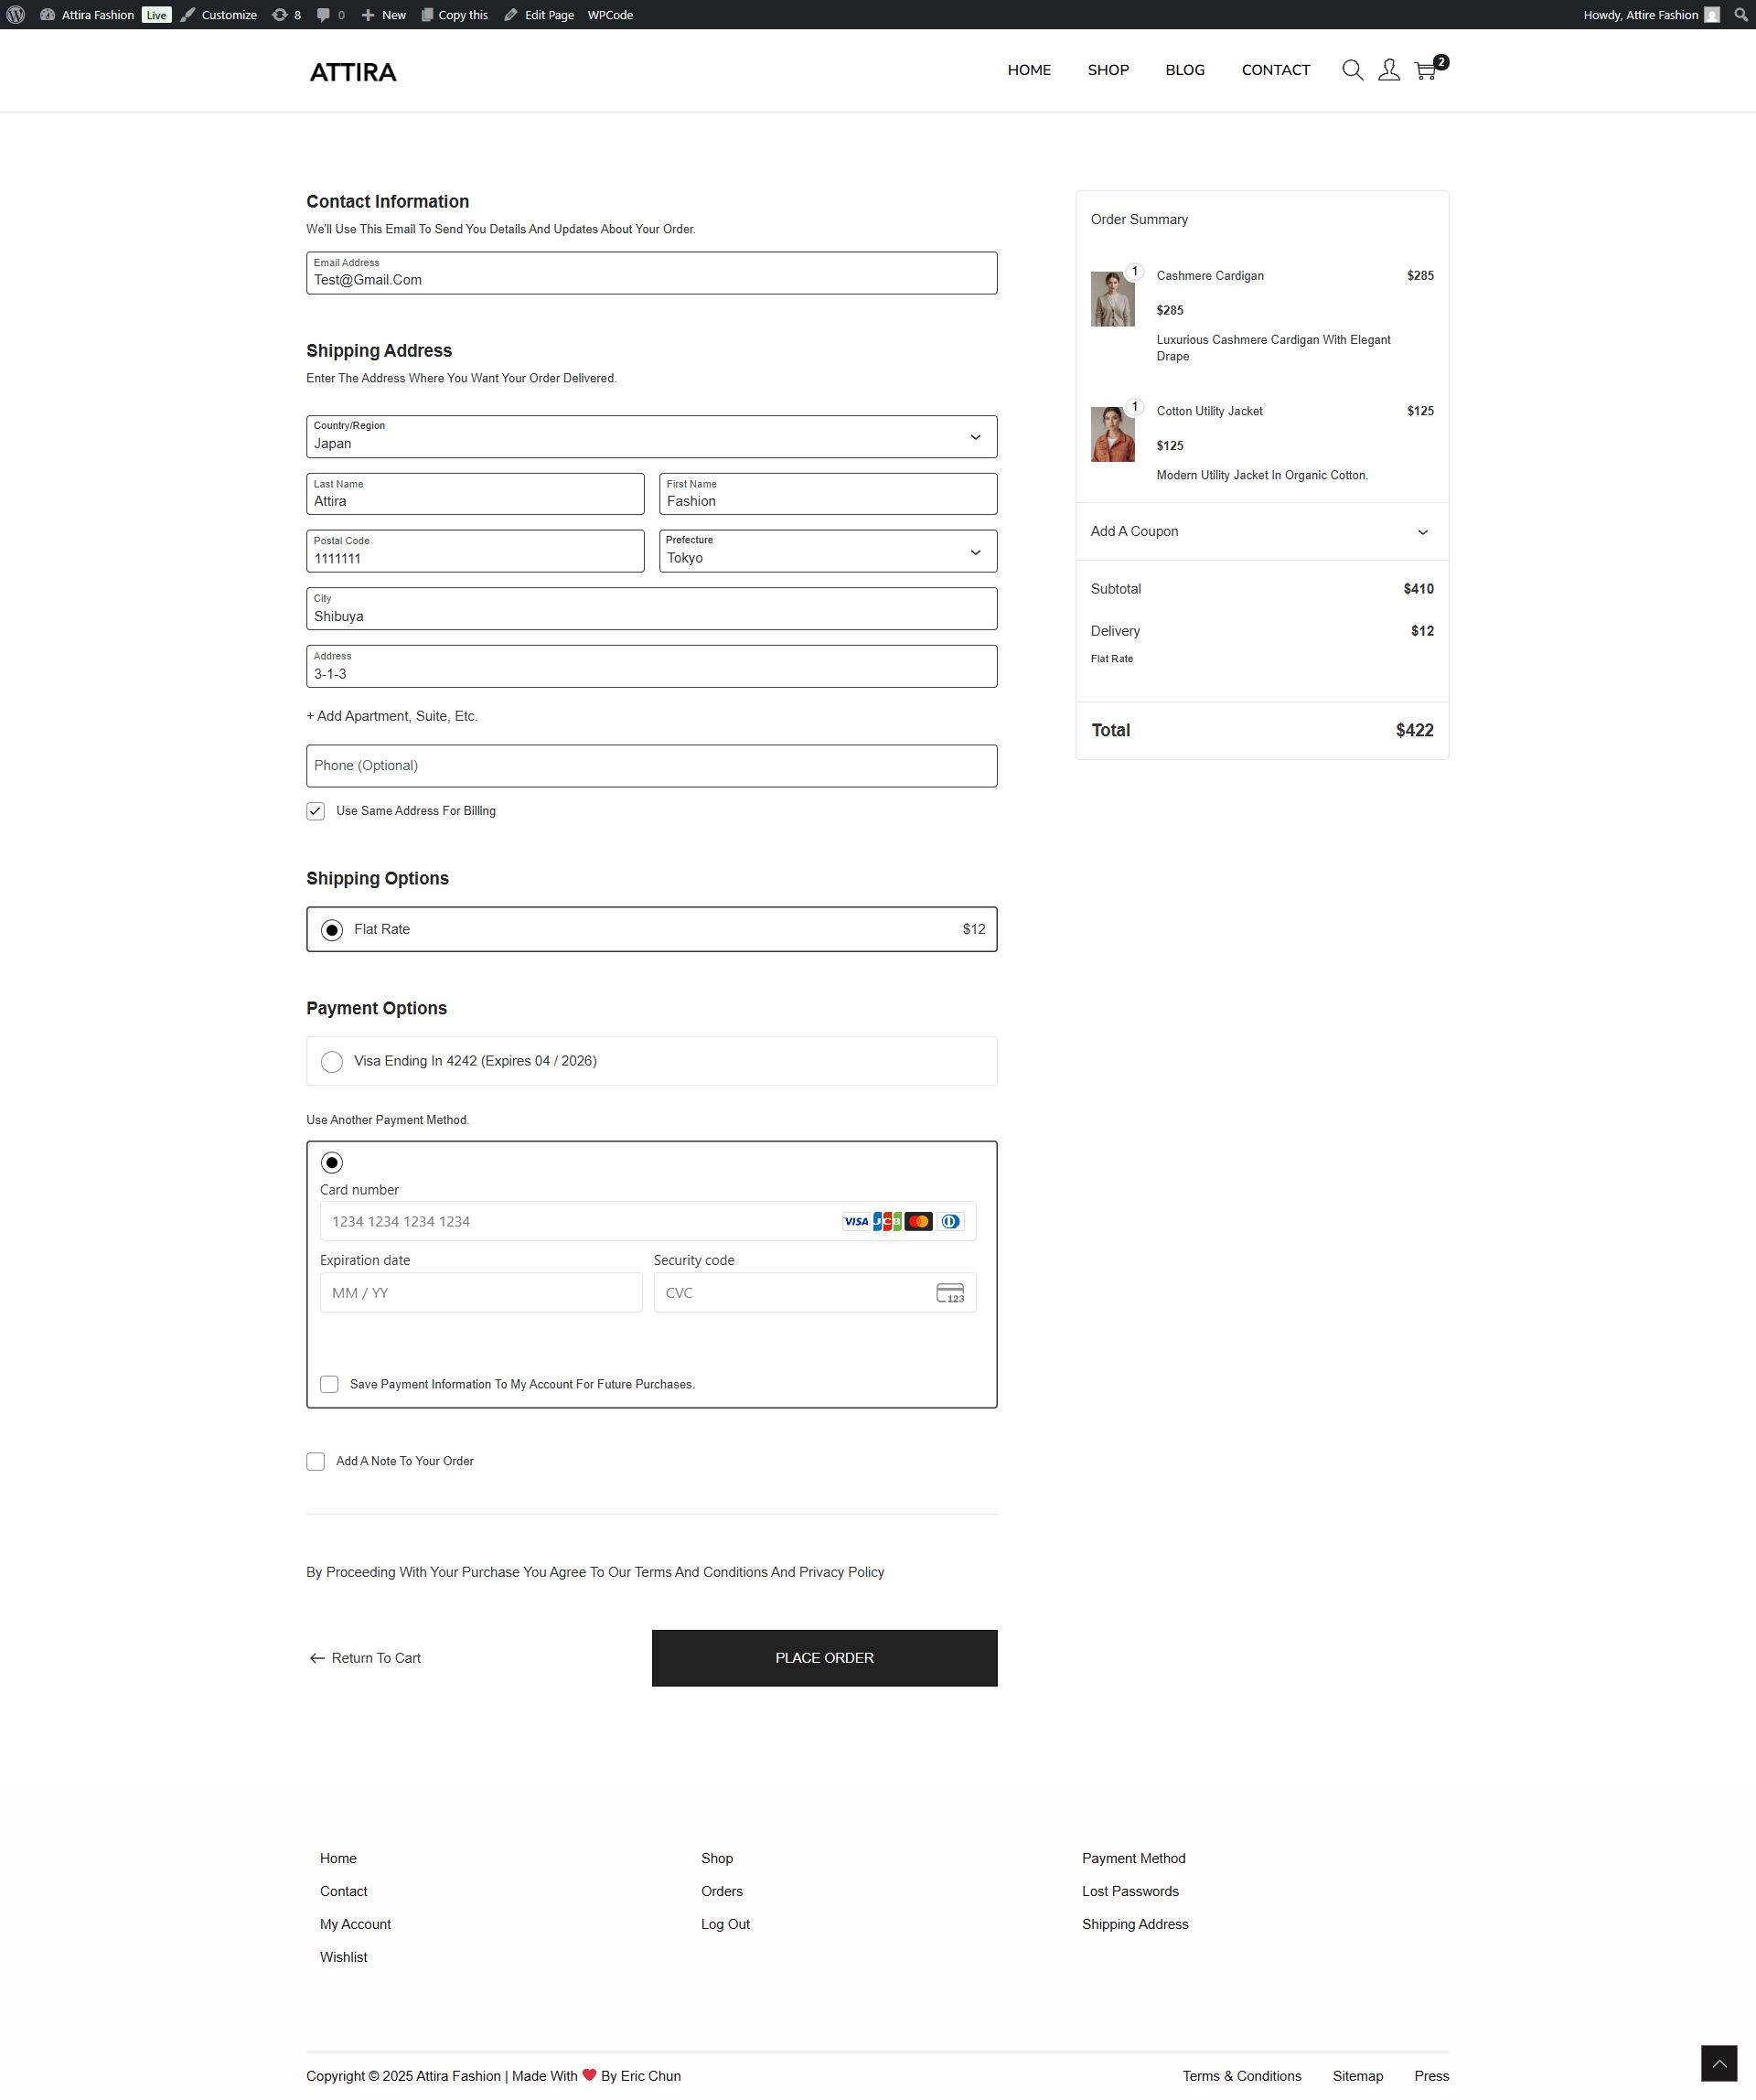 Attira Fashion Live Customize 8 0 New Copy this Edit Page WPCode Howdy, Attire Fashion
ATTIRA
HOME SHOP BLOG CONTACT 2
Contact Information
We'll Use This Email To Send You Details And Updates About Your Order.
Email Address
Test@Gmail.Com
Shipping Address
Enter The Address Where You Want Your Order Delivered.
Country/Region
Japan
Last Name
Attira
First Name
Fashion
Postal Code
1111111
Prefecture
Tokyo
City
Shibuya
Address
3-1-3
+ Add Apartment, Suite, Etc.
Phone (Optional)
Use Same Address For Billing
Shipping Options
Flat Rate $12
Payment Options
Visa Ending In 4242 (Expires 04 / 2026)
Use Another Payment Method.
Card number
1234 1234 1234 1234 VISA JCB
Expiration date
MM / YY
Security code
CVC 123
Save Payment Information To My Account For Future Purchases.
Add A Note To Your Order
By Proceeding With Your Purchase You Agree To Our Terms And Conditions And Privacy Policy
Return To Cart
PLACE ORDER
Order Summary
1 Cashmere Cardigan $285
$285
Luxurious Cashmere Cardigan With Elegant
Drape
1 Cotton Utility Jacket $125
$125
Modern Utility Jacket In Organic Cotton.
Add A Coupon
Subtotal $410
Delivery $12
Flat Rate
Total $422
Home
Contact
My Account
Wishlist
Shop
Orders
Log Out
Payment Method
Lost Passwords
Shipping Address
Copyright © 2025 Attira Fashion | Made With ❤ By Eric Chun
Terms & Conditions Sitemap Press